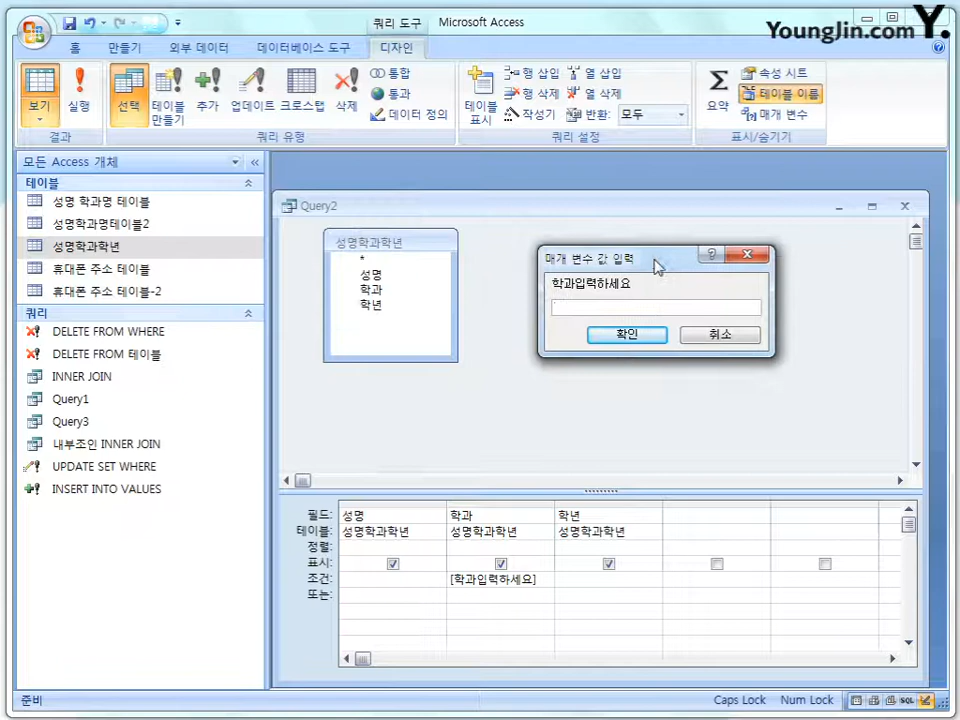 쿼리 도구
Microsoft Access
YoungJin.com Y.
홈
만들기
외부 데이터
데이터베이스 도구
디자인
보기
실행
선택
테이블
만들기
추가
업데이트
크로스탭
삭제
통합
통과
데이터 정의
테이블
표시
행 삽입
행 삭제
작성기
열 삽입
열 삭제
반환:
모두
요약
속성 시트
테이블 이름
매개 변수
결과
쿼리 유형
쿼리 설정
표시/숨기기
모든 Access 개체
테이블
성명 학과명 테이블
성명학과명테이블2
성명학과학년
휴대폰 주소 테이블
휴대폰 주소 테이블-2
쿼리
DELETE FROM WHERE
DELETE FROM 테이블
INNER JOIN
Query1
Query3
내부조인 INNER JOIN
UPDATE SET WHERE
INSERT INTO VALUES
Query2
성명학과학년
*
성명
학과
학년
매개 변수 값 입력
학과입력하세요
확인
취소
필드: 성명 학과 학년
테이블: 성명학과학년 성명학과학년 성명학과학년
정렬:
표시:
조건: [학과입력하세요]
또는:
준비
Caps Lock
Num Lock
SQL